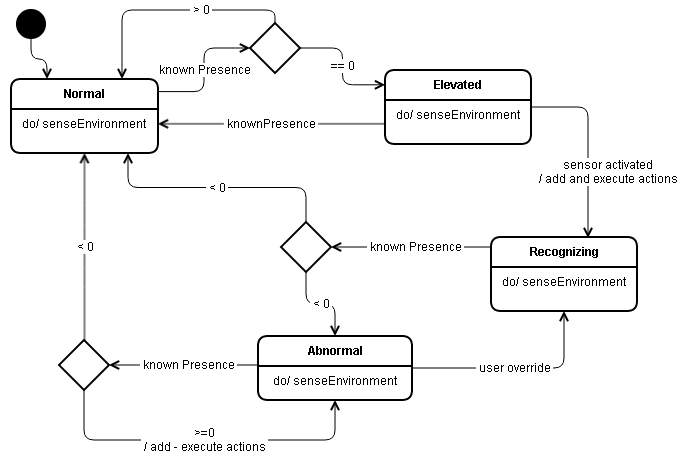 > 0
known Presence
== 0
Normal
do/ senseEnvironment
Elevated
do/ senseEnvironment
knownPresence
sensor activated
/ add and execute actions
< 0
< 0
known Presence
Recognizing
do/ senseEnvironment
< 0
Abnormal
do/ senseEnvironment
known Presence
user override
>=0
/ add - execute actions